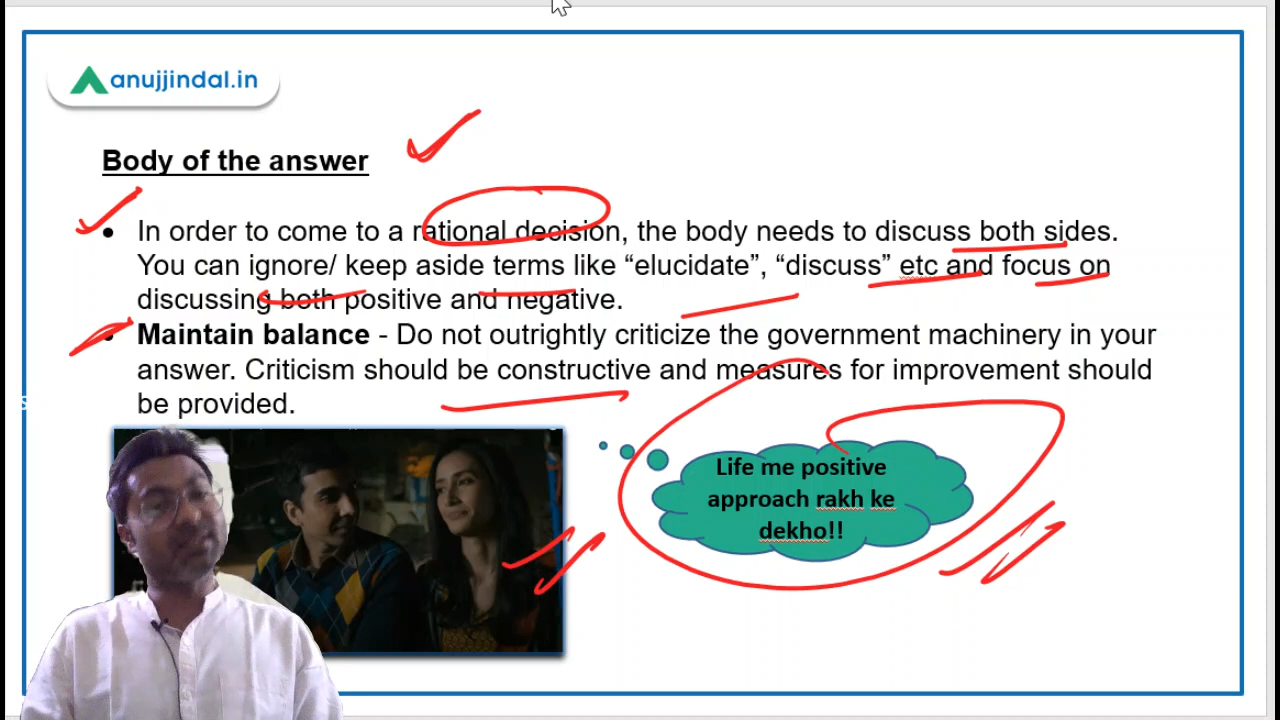 anujjindal.in
Body of the answer
• In order to come to a rational decision, the body needs to discuss both sides.
You can ignore/ keep aside terms like “elucidate”, “discuss” etc and focus on
discussing both positive and negative.
• Maintain balance - Do not outrightly criticize the government machinery in your
answer. Criticism should be constructive and measures for improvement should
be provided.
Life me positive
approach rakh ke
dekho!!